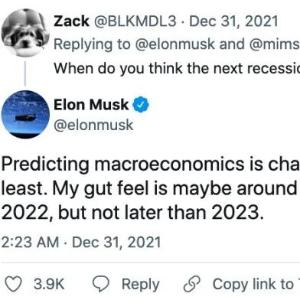 Zack @BLKMDL3 · Dec 31, 2021
Replying to @elonmusk and @mims
When do you think the next
Elon Musk
@elonmusk
Predicting macroeconomics is
least. My gut feel is maybe around
2022, but not later than 2023.
2:23 AM · Dec 31, 2021
3.9K Reply Copy link to